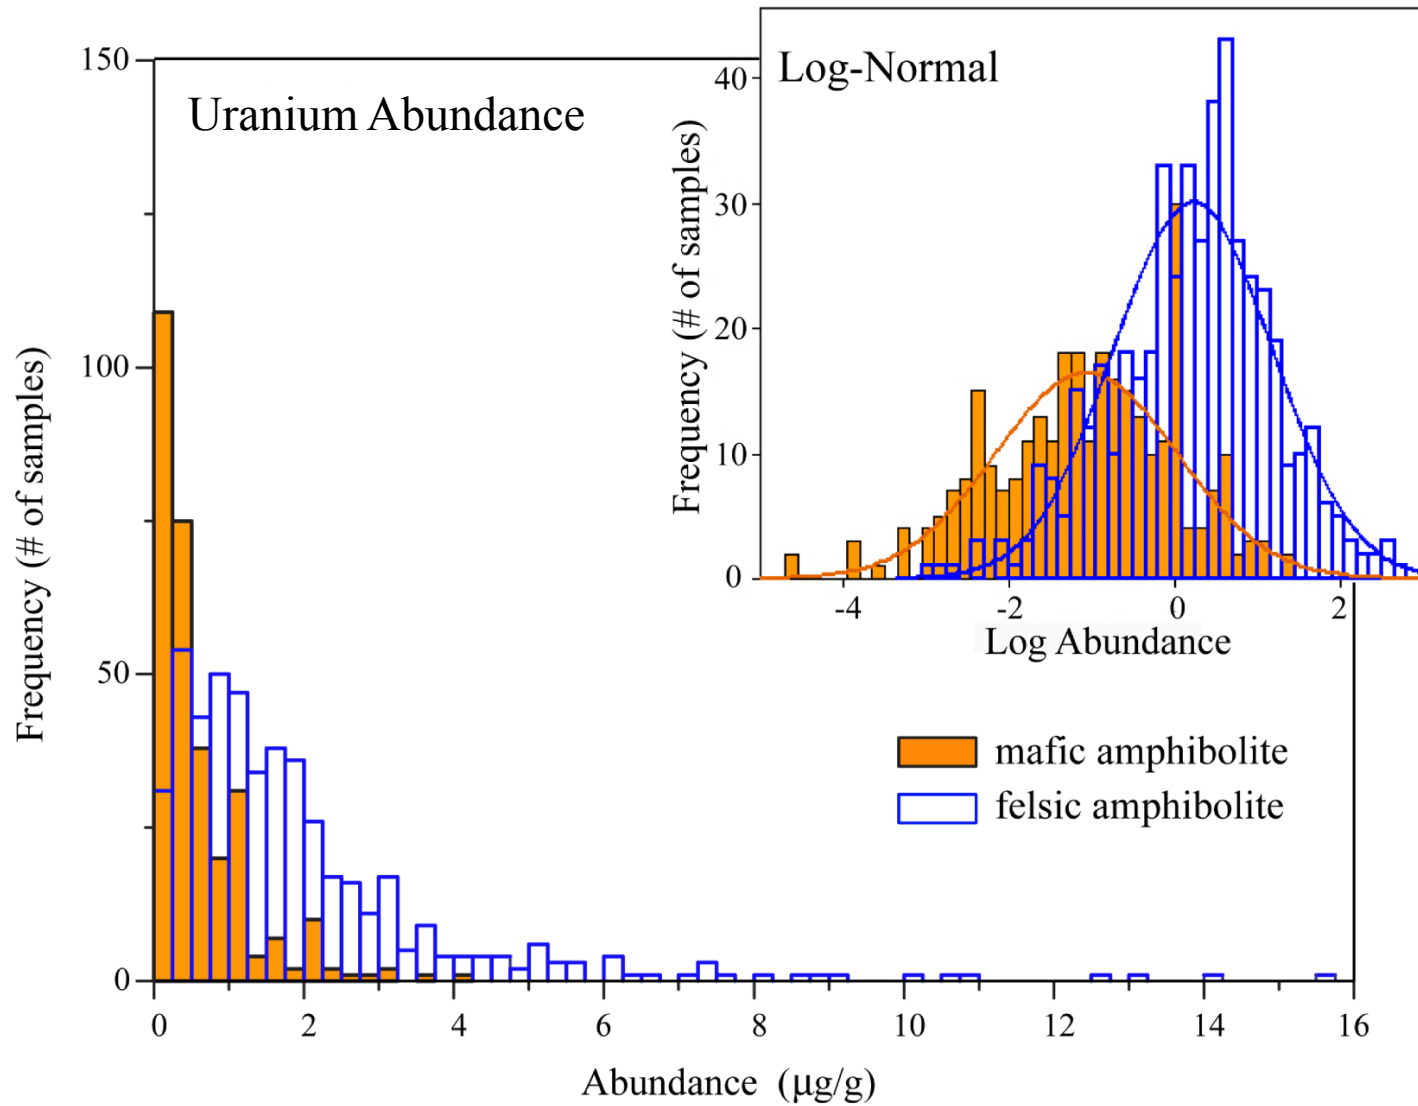 Uranium Abundance
150
100
50
0
Frequency (# of samples)
0 2 4 6 8 10 12 14 16
Abundance (µg/g)
Log-Normal
40
30
20
10
0
Frequency (# of samples)
-4 -2 0 2
Log Abundance
mafic amphibolite
felsic amphibolite